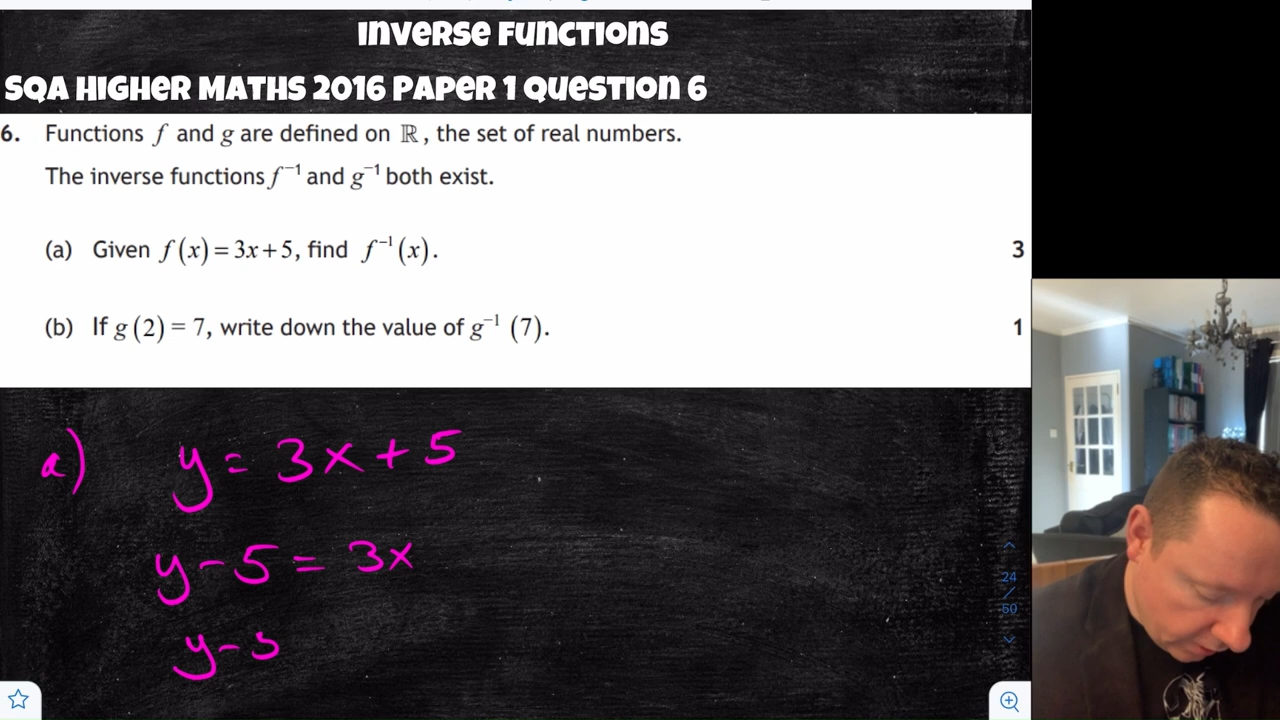 Inverse Functions
SQA Higher Maths 2016 Paper 1 Question 6
6. Functions f and g are defined on ℝ, the set of real numbers.
The inverse functions f⁻¹ and g⁻¹ both exist.
(a) Given f(x) = 3x+5, find f⁻¹(x). 3
(b) If g(2) = 7, write down the value of g⁻¹ (7). 1
a) y = 3x + 5
y - 5 = 3x
y - 5
24
/
50